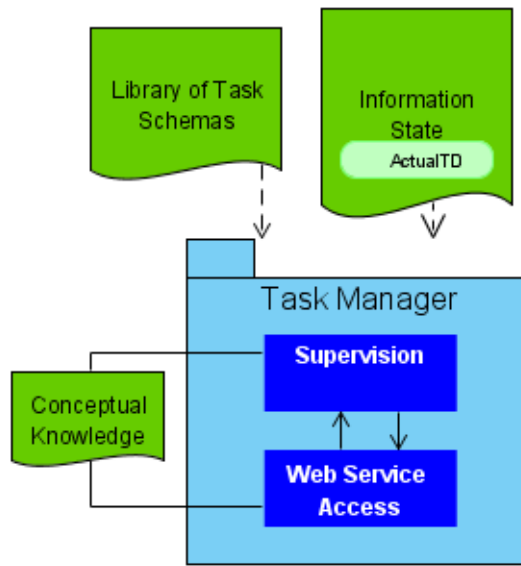 Library of Task
Schemas
Information
State
ActualTD
Task Manager
Supervision
Conceptual
Knowledge
Web Service
Access